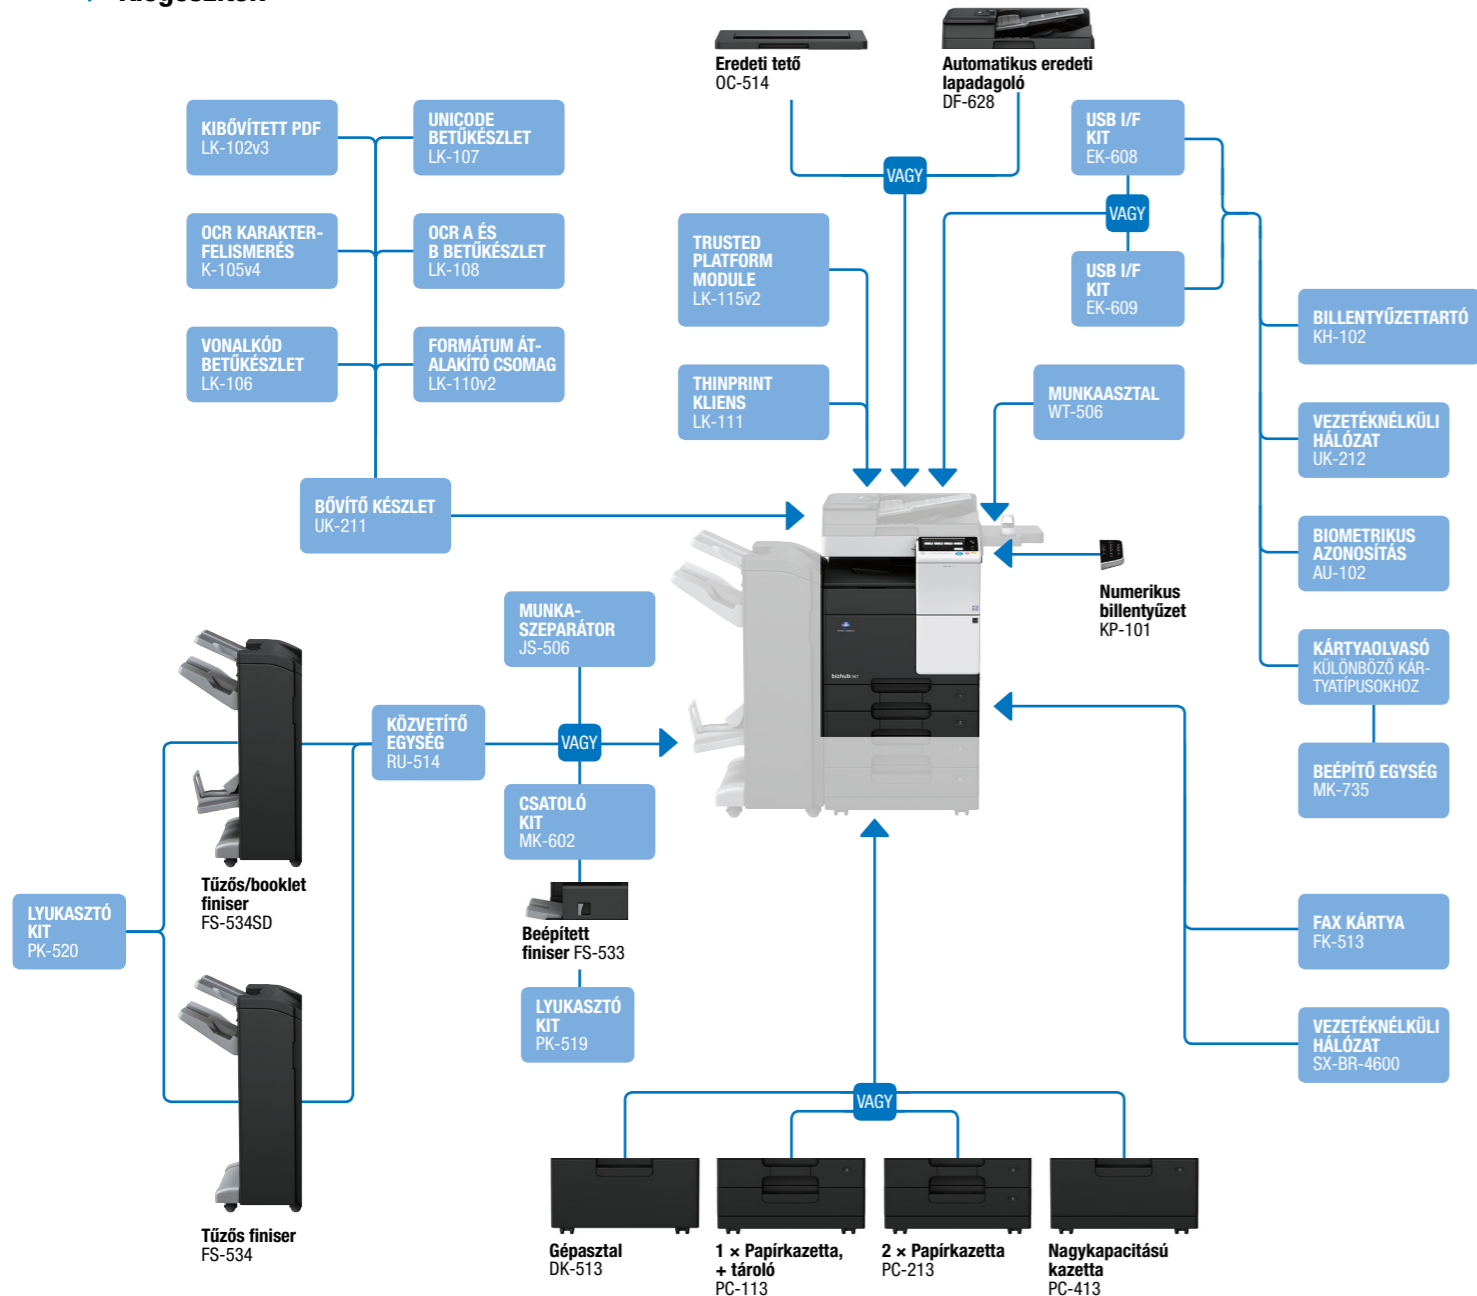 Kiegészítők
Eredeti tető
OC-514
Automatikus eredeti
lapadagoló
DF-628
KIBŐVÍTETT PDF
LK-102v3
UNICODE
BETŰKÉSZLET
LK-107
VAGY
USB I/F
KIT
EK-608
OCR KARAKTER-
FELISMERÉS
K-105v4
OCR A ÉS
B BETŰKÉSZLET
LK-108
TRUSTED
PLATFORM
MODULE
LK-115v2
VAGY
USB I/F
KIT
EK-609
BILLENTYŰZETTARTÓ
KH-102
VONALKÓD
BETŰKÉSZLET
LK-106
FORMÁTUM ÁT-
ALAKÍTÓ CSOMAG
LK-110v2
THINPRINT
KLIENS
LK-111
MUNKAASZTAL
WT-506
VEZETÉKNÉLKÜLI
HÁLÓZAT
UK-212
BŐVÍTŐ KÉSZLET
UK-211
BIOMETRIKUS
AZONOSÍTÁS
AU-102
Numerikus
billentyűzet
KP-101
MUNKA-
SZEPARÁTOR
JS-506
KÁRTYAOLVASÓ
KÜLÖNBÖZŐ KÁR-
TYATÍPUSOKHOZ
bizhub 367
KÖZVETÍTŐ
EGYSÉG
RU-514
VAGY
BEÉPÍTŐ EGYSÉG
MK-735
CSATOLÓ
KIT
MK-602
Tűzős/booklet
finiser
FS-534SD
LYUKASZTÓ
KIT
PK-520
Beépített
finiser FS-533
FAX KÁRTYA
FK-513
LYUKASZTÓ
KIT
PK-519
VEZETÉKNÉLKÜLI
HÁLÓZAT
SX-BR-4600
VAGY
Tűzős finiser
FS-534
Gépasztal
DK-513
1 × Papírkazetta,
+ tároló
PC-113
2 × Papírkazetta
PC-213
Nagykapacitású
kazetta
PC-413